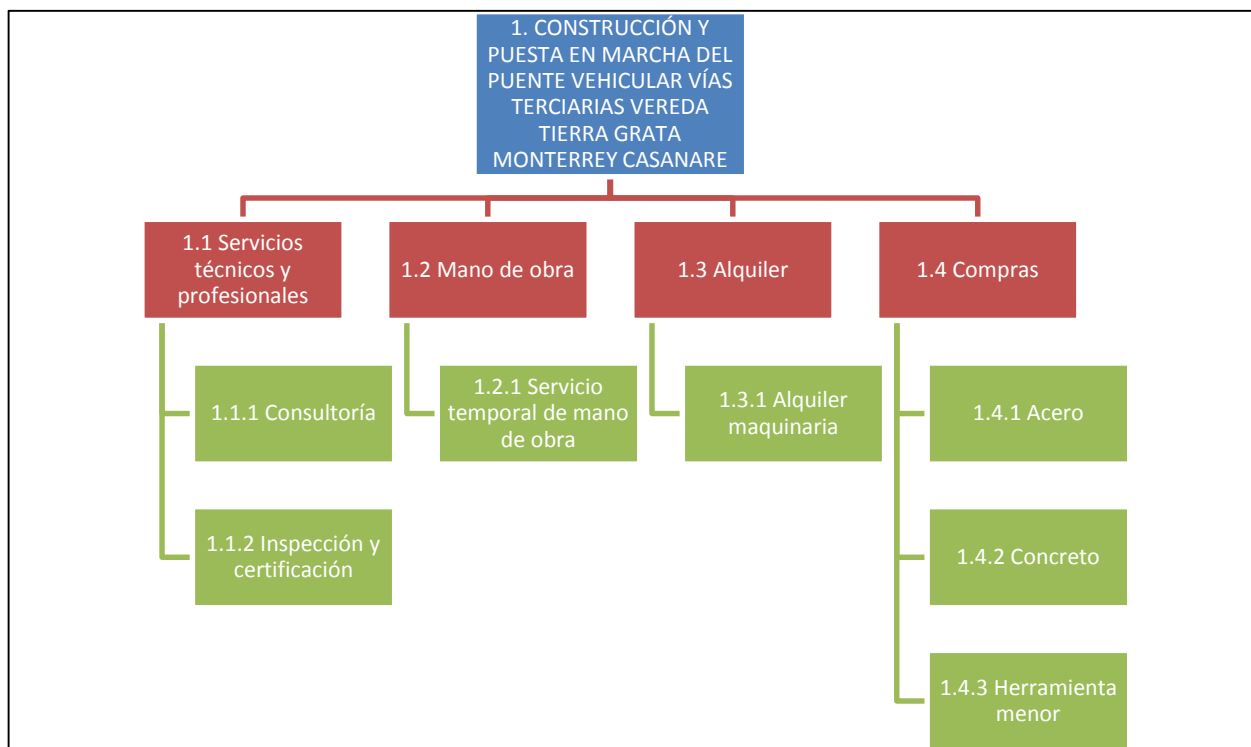 1. CONSTRUCCIÓN Y
PUESTA EN MARCHA DEL
PUENTE VEHICULAR VÍAS
TERCIARIAS VEREDA
TIERRA GRATA
MONTERREY CASANARE
1.1 Servicios
técnicos y
profesionales
1.2 Mano de obra
1.3 Alquiler
1.4 Compras
1.1.1 Consultoría
1.2.1 Servicio
temporal de mano
de obra
1.3.1 Alquiler
maquinaria
1.4.1 Acero
1.1.2 Inspección y
certificación
1.4.2 Concreto
1.4.3 Herramienta
menor